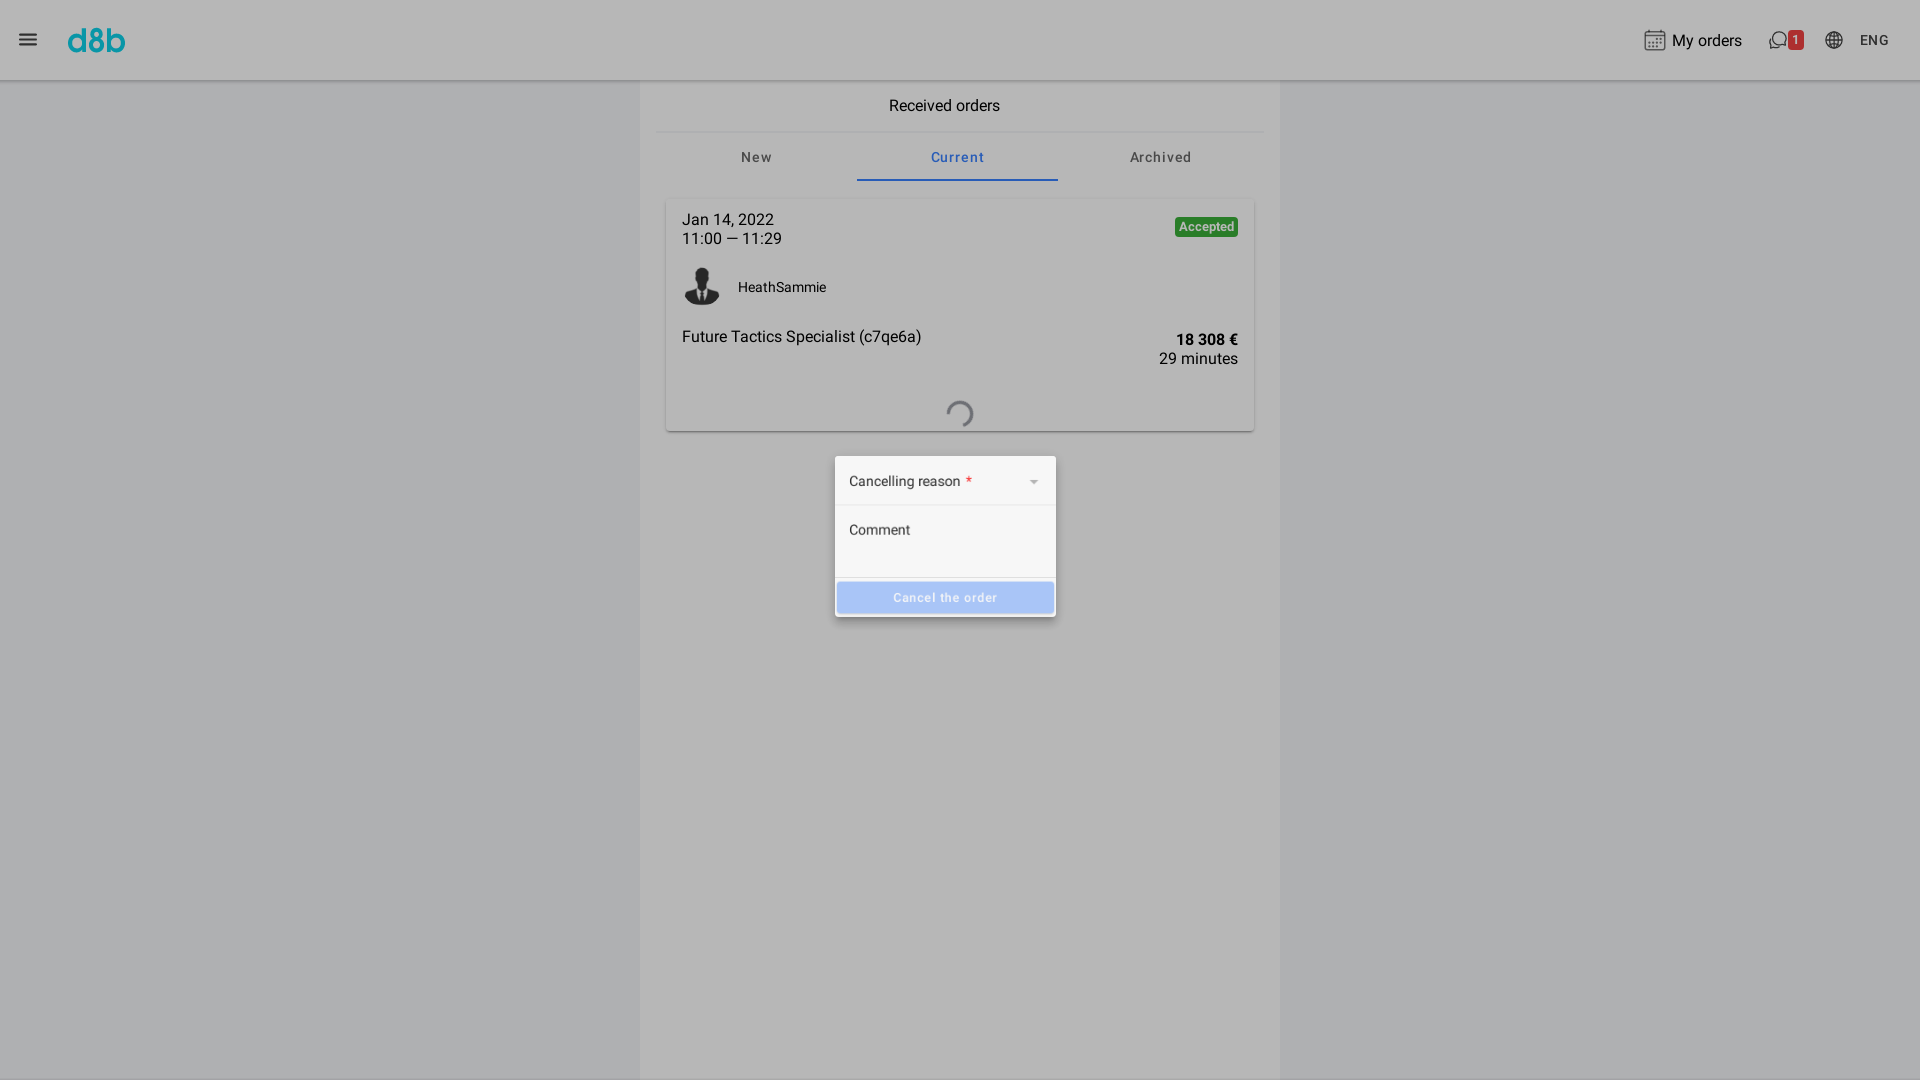 d8b
My orders
1
ENG
Received orders
New
Current
Archived
Jan 14, 2022
11:00 — 11:29
Accepted
HeathSammie
Future Tactics Specialist (c7qe6a)
18 308 €
29 minutes
Cancelling reason *
Comment
Cancel the order